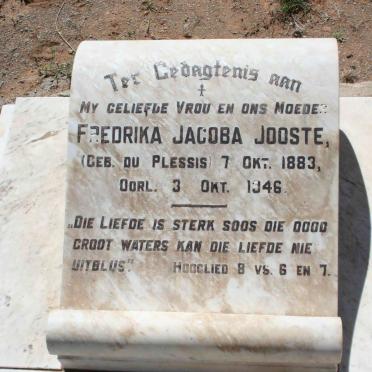 Ter Gedagtenis aan
MY GELIEFDE VROU EN ONS MOEDER
FREDRIKA JACOBA JOOSTE,
(GEB. DU PLESSIS) 7 OKT. 1883,
OORL. 3 OKT. 1946.
„DIE LIEFDE IS STERK SOOS DIE DOOD
GROOT WATERS KAN DIE LIEFDE NIE
UITBLUS". HOOGLIED 8 VS. 6 EN 7.